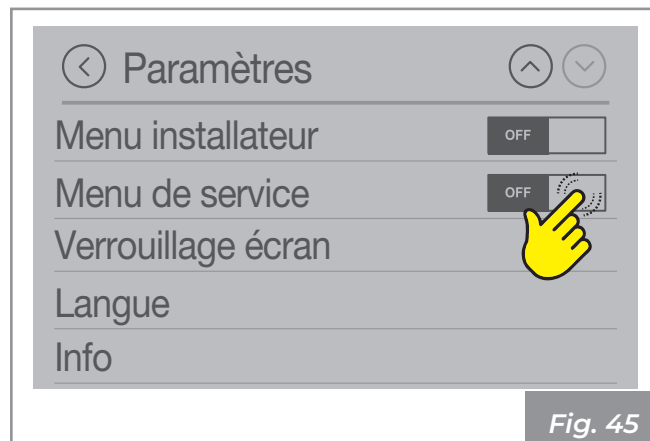 Paramètres
Menu installateur OFF
Menu de service OFF
Verrouillage écran
Langue
Info
Fig. 45